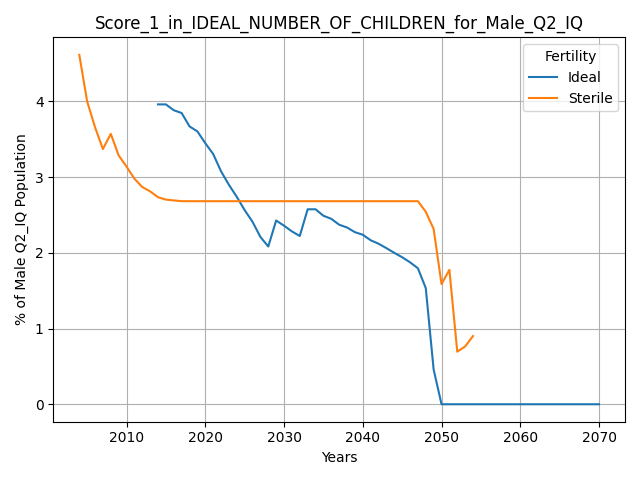 Score_1_in_IDEAL_NUMBER_OF_CHILDREN_for_Male_Q2_IQ
Fertility
Ideal
Sterile
% of Male Q2_IQ Population
4
3
2
1
0
2010 2020 2030 2040 2050 2060 2070
Years